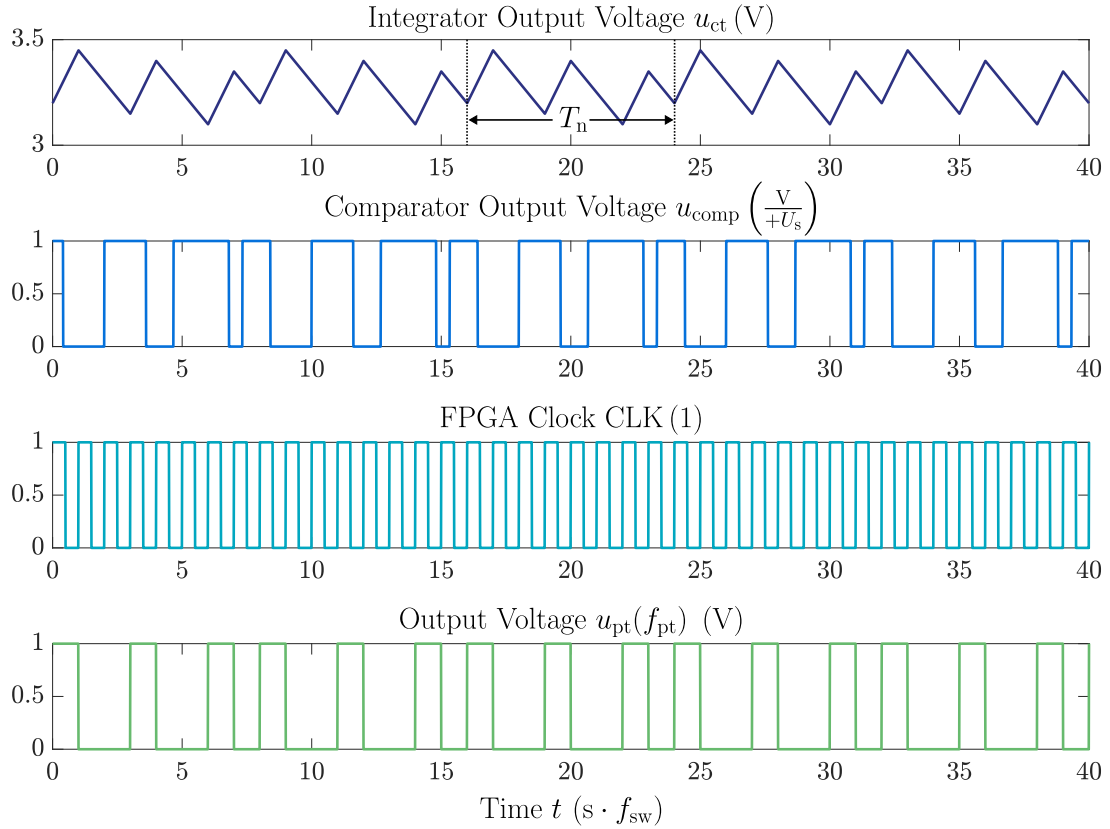 Integrator Output Voltage u_ct (V)
3.5
3
T_n
0 5 10 15 20 25 30 35 40
Comparator Output Voltage u_comp (V/+U_s)
1
0.5
0
0 5 10 15 20 25 30 35 40
FPGA Clock CLK (1)
1
0.5
0
0 5 10 15 20 25 30 35 40
Output Voltage u_pt(f_pt) (V)
1
0.5
0
0 5 10 15 20 25 30 35 40
Time t (s · f_sw)